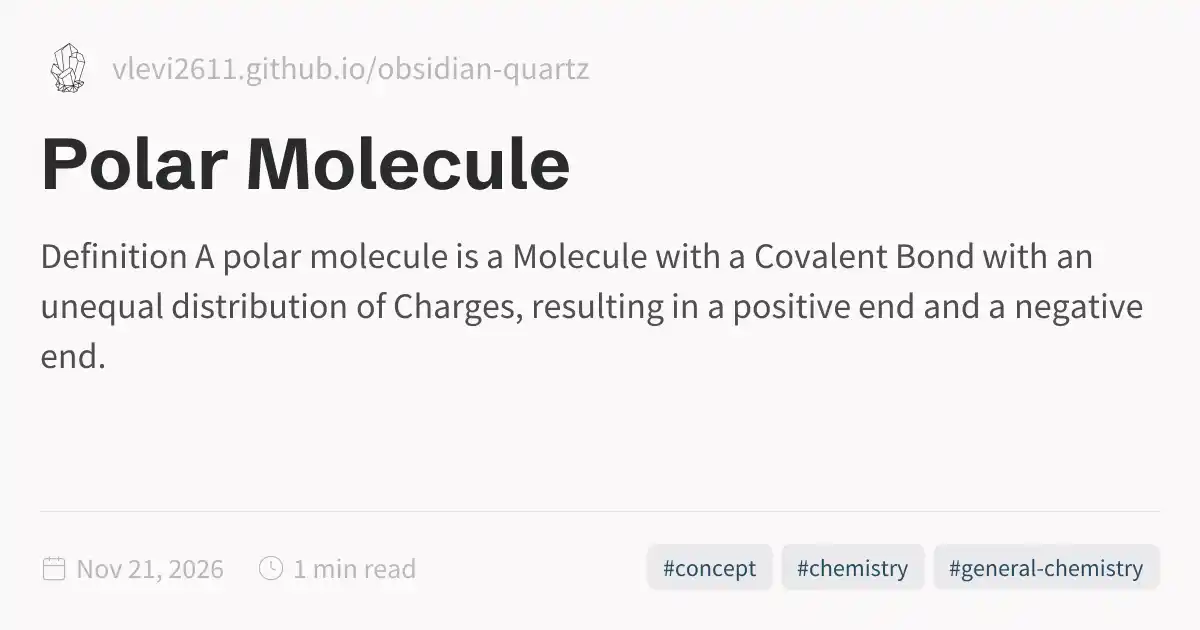 vlevi2611.github.io/obsidian-quartz
Polar Molecule
Definition A polar molecule is a Molecule with a Covalent Bond with an
unequal distribution of Charges, resulting in a positive end and a negative
end.
Nov 21, 2026 1 min read #concept #chemistry #general-chemistry